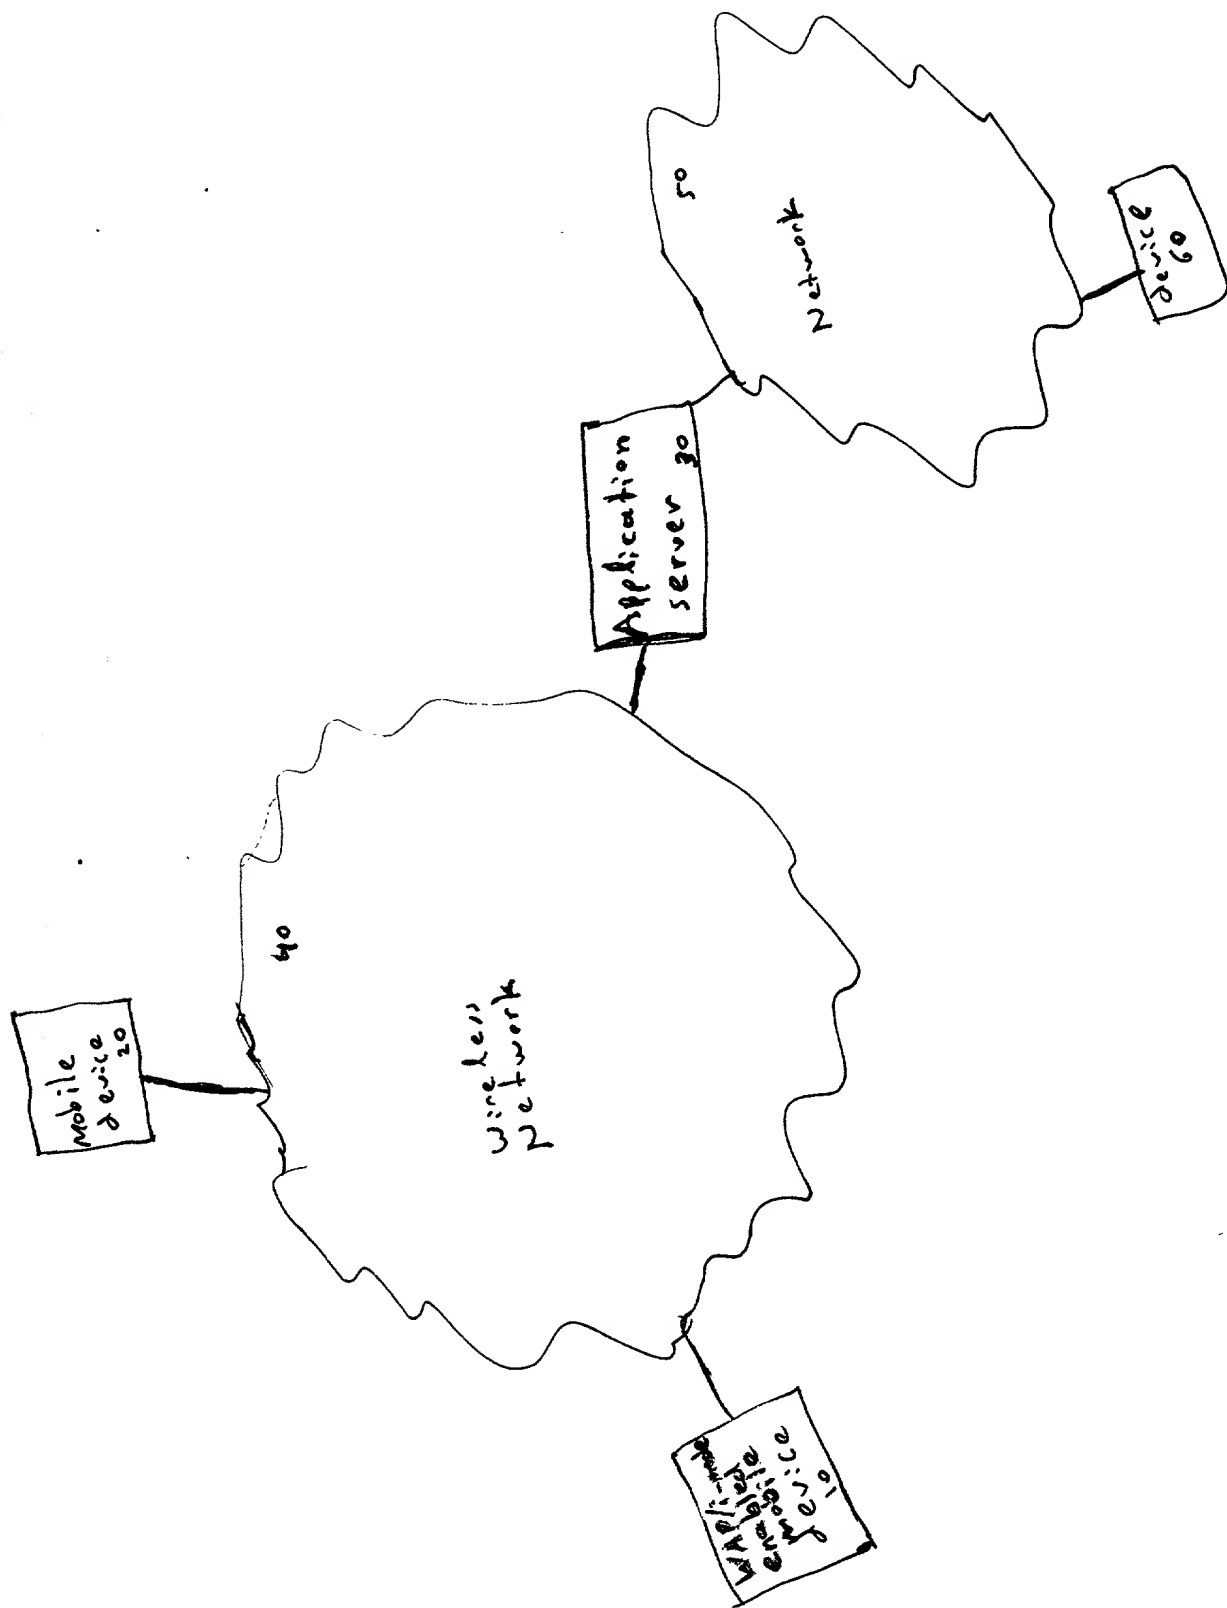 Mobile
device
20
40
Wireless
Network
WAP/i-mode
enabled
mobile
device
10
Application
server 30
50
Network
device
60